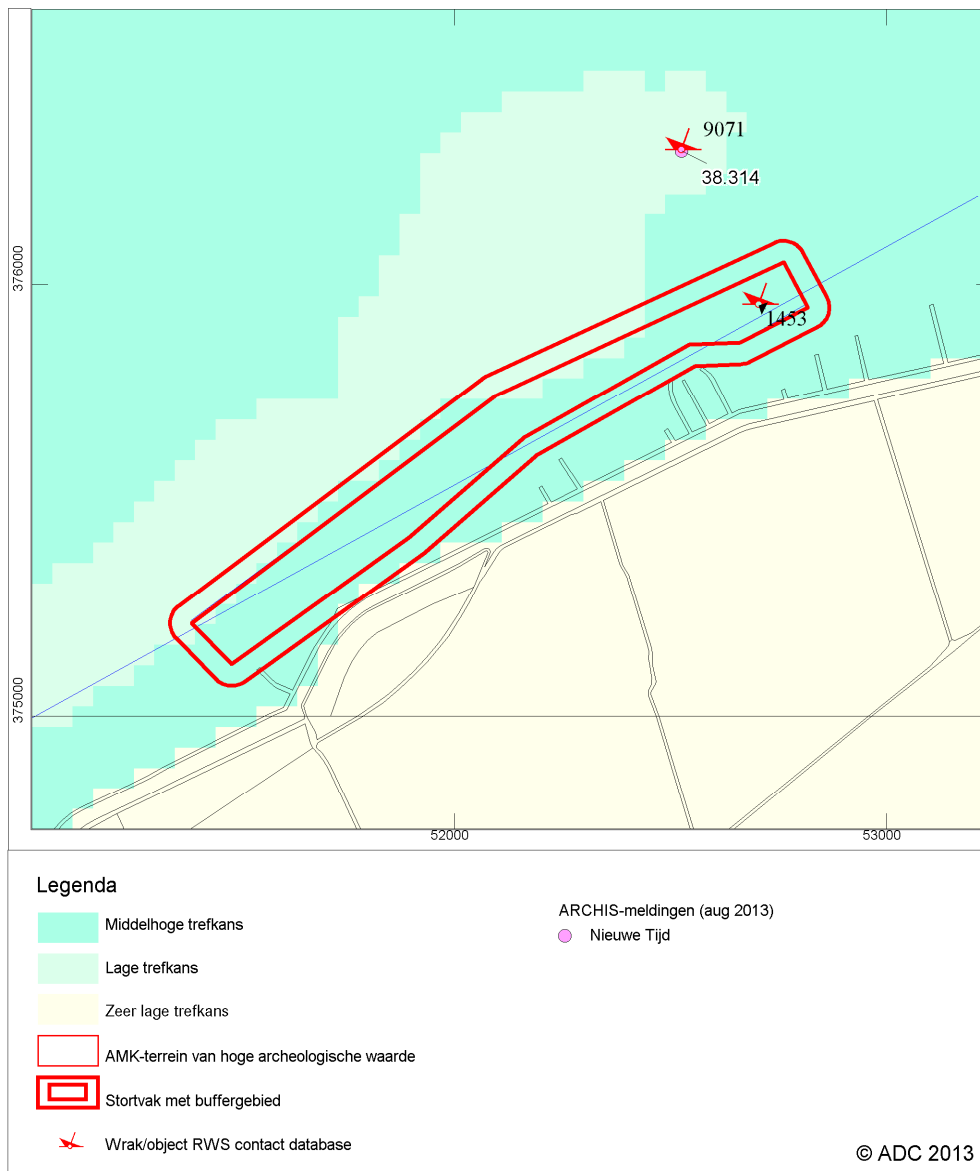 9071
38.314
376000
1453
375000
52000
53000
Legenda
Middelhoge trefkans
Lage trefkans
Zeer lage trefkans
AMK-terrein van hoge archeologische waarde
Stortvak met buffergebied
Wrak/object RWS contact database
ARCHIS-meldingen (aug 2013)
Nieuwe Tijd
© ADC 2013